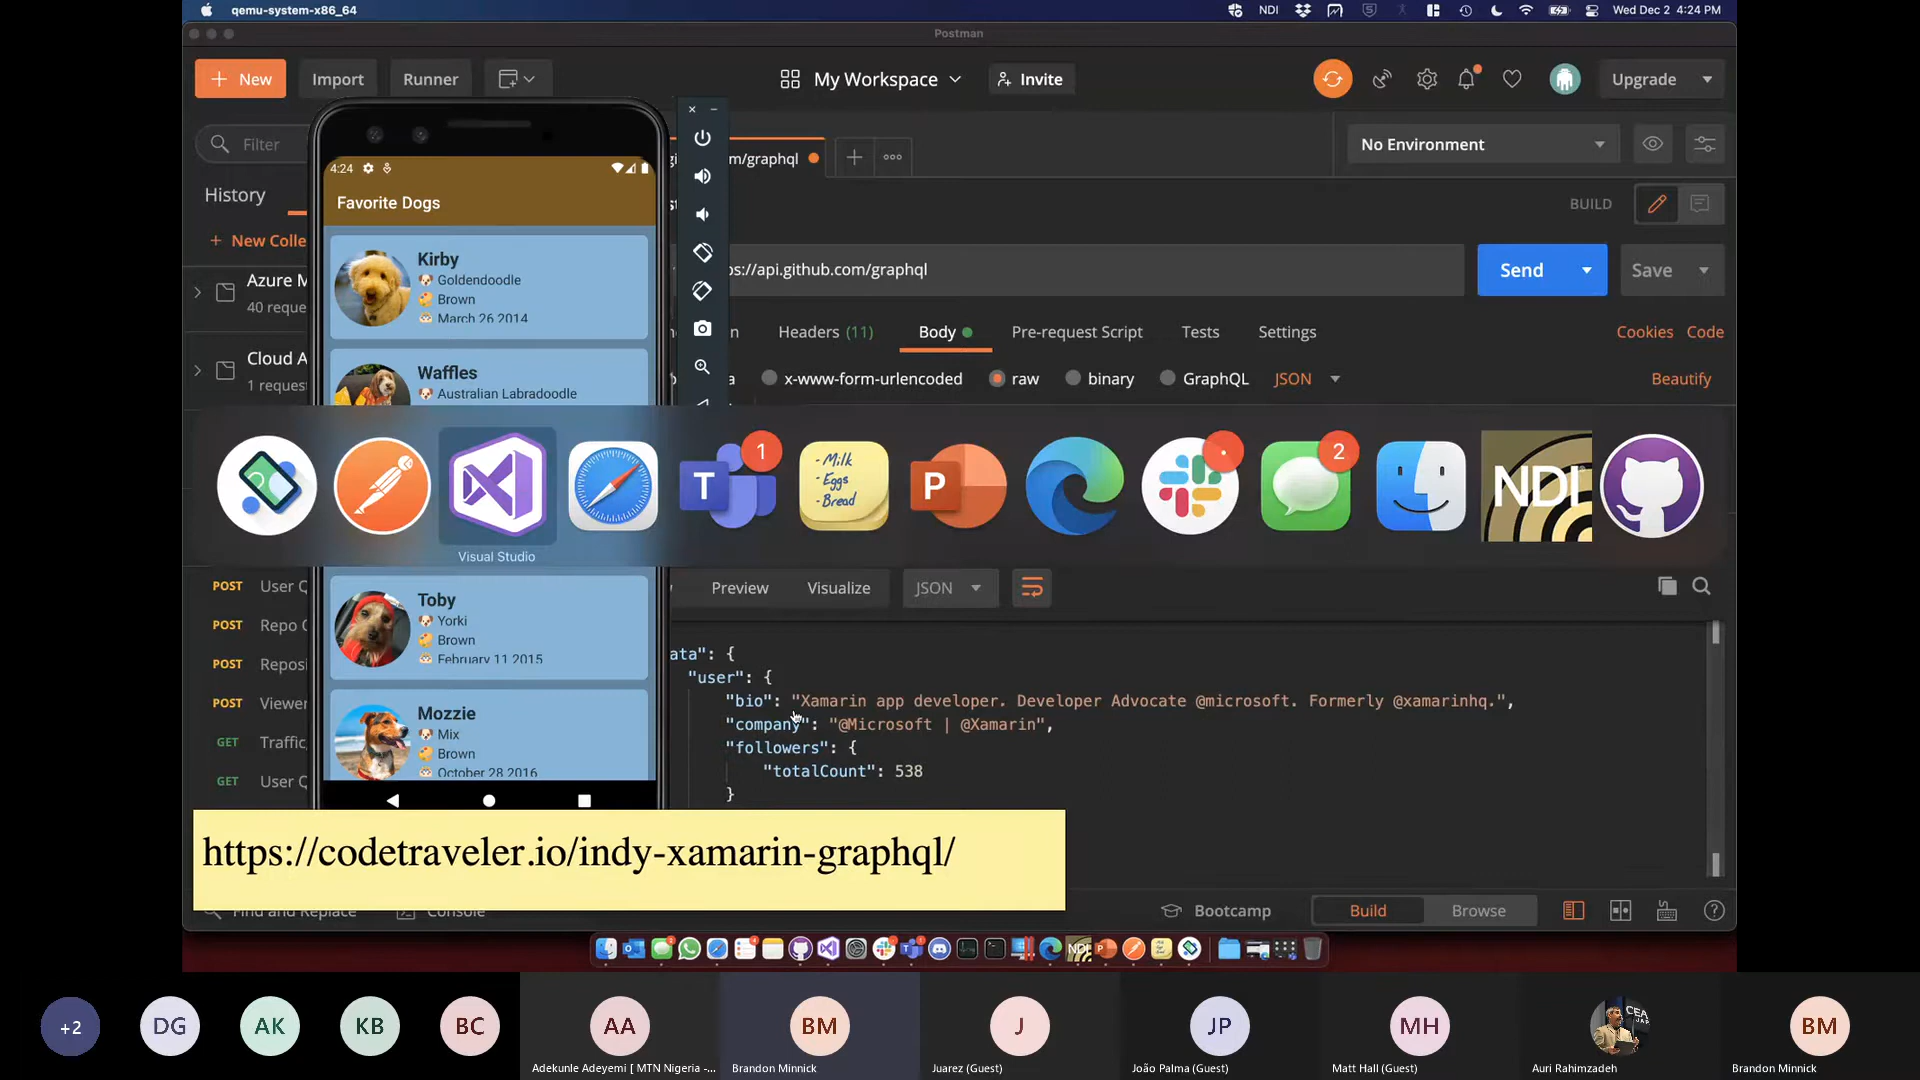 qemu-system-x86_64
NDI
Wed Dec 2 4:24 PM
Postman
New
Import
Runner
My Workspace
Invite
Upgrade
Filter
m/graphql
No Environment
4:24
History
Favorite Dogs
BUILD
+ New Colle
Kirby
Goldendoodle
Brown
March 26 2014
ps://api.github.com/graphql
Send
Save
Azure M
40 reque
Headers (11)
Body
Pre-request Script
Tests
Settings
Cookies
Code
Cloud A
1 request
Waffles
Australian Labradoodle
x-www-form-urlencoded
raw
binary
GraphQL
JSON
Beautify
1
- Milk
- Eggs
- Bread
T
P
2
NDI
Visual Studio
POST User Q
POST Repo C
POST Reposi
POST Viewer
GET Traffic
GET User Q
Toby
Yorki
Brown
February 11 2015
Mozzie
Mix
Brown
October 28 2016
Preview
Visualize
JSON
ata": {
"user": {
"bio": "Xamarin app developer. Developer Advocate @microsoft. Formerly @xamarinhq.",
"company": "@Microsoft | @Xamarin",
"followers": {
"totalCount": 538
}
https://codetraveler.io/indy-xamarin-graphql/
Find and Replace
Console
Bootcamp
Build
Browse
+2
DG
AK
KB
BC
AA
BM
J
JP
MH
BM
Adekunle Adeyemi [ MTN Nigeria -...
Brandon Minnick
Juarez (Guest)
João Palma (Guest)
Matt Hall (Guest)
Auri Rahimzadeh
Brandon Minnick